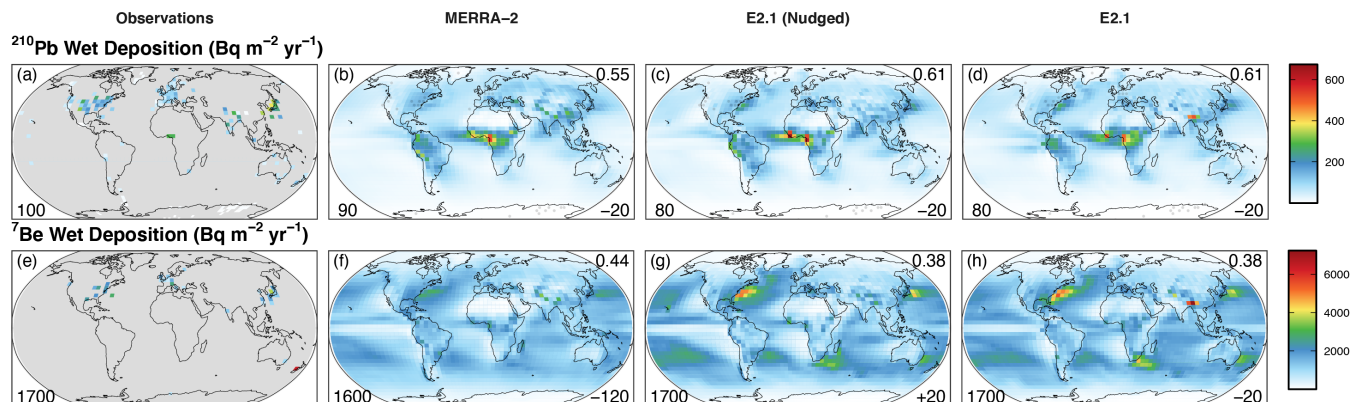 Observations MERRA−2 E2.1 (Nudged) E2.1
²¹⁰Pb Wet Deposition (Bq m⁻² yr⁻¹)
(a) (b) 0.55 (c) 0.61 (d) 0.61
600
400
200
100 90 −20 80 −20 80 −20
⁷Be Wet Deposition (Bq m⁻² yr⁻¹)
(e) (f) 0.44 (g) 0.38 (h) 0.38
6000
4000
2000
1700 1600 −120 1700 +20 1700 −20